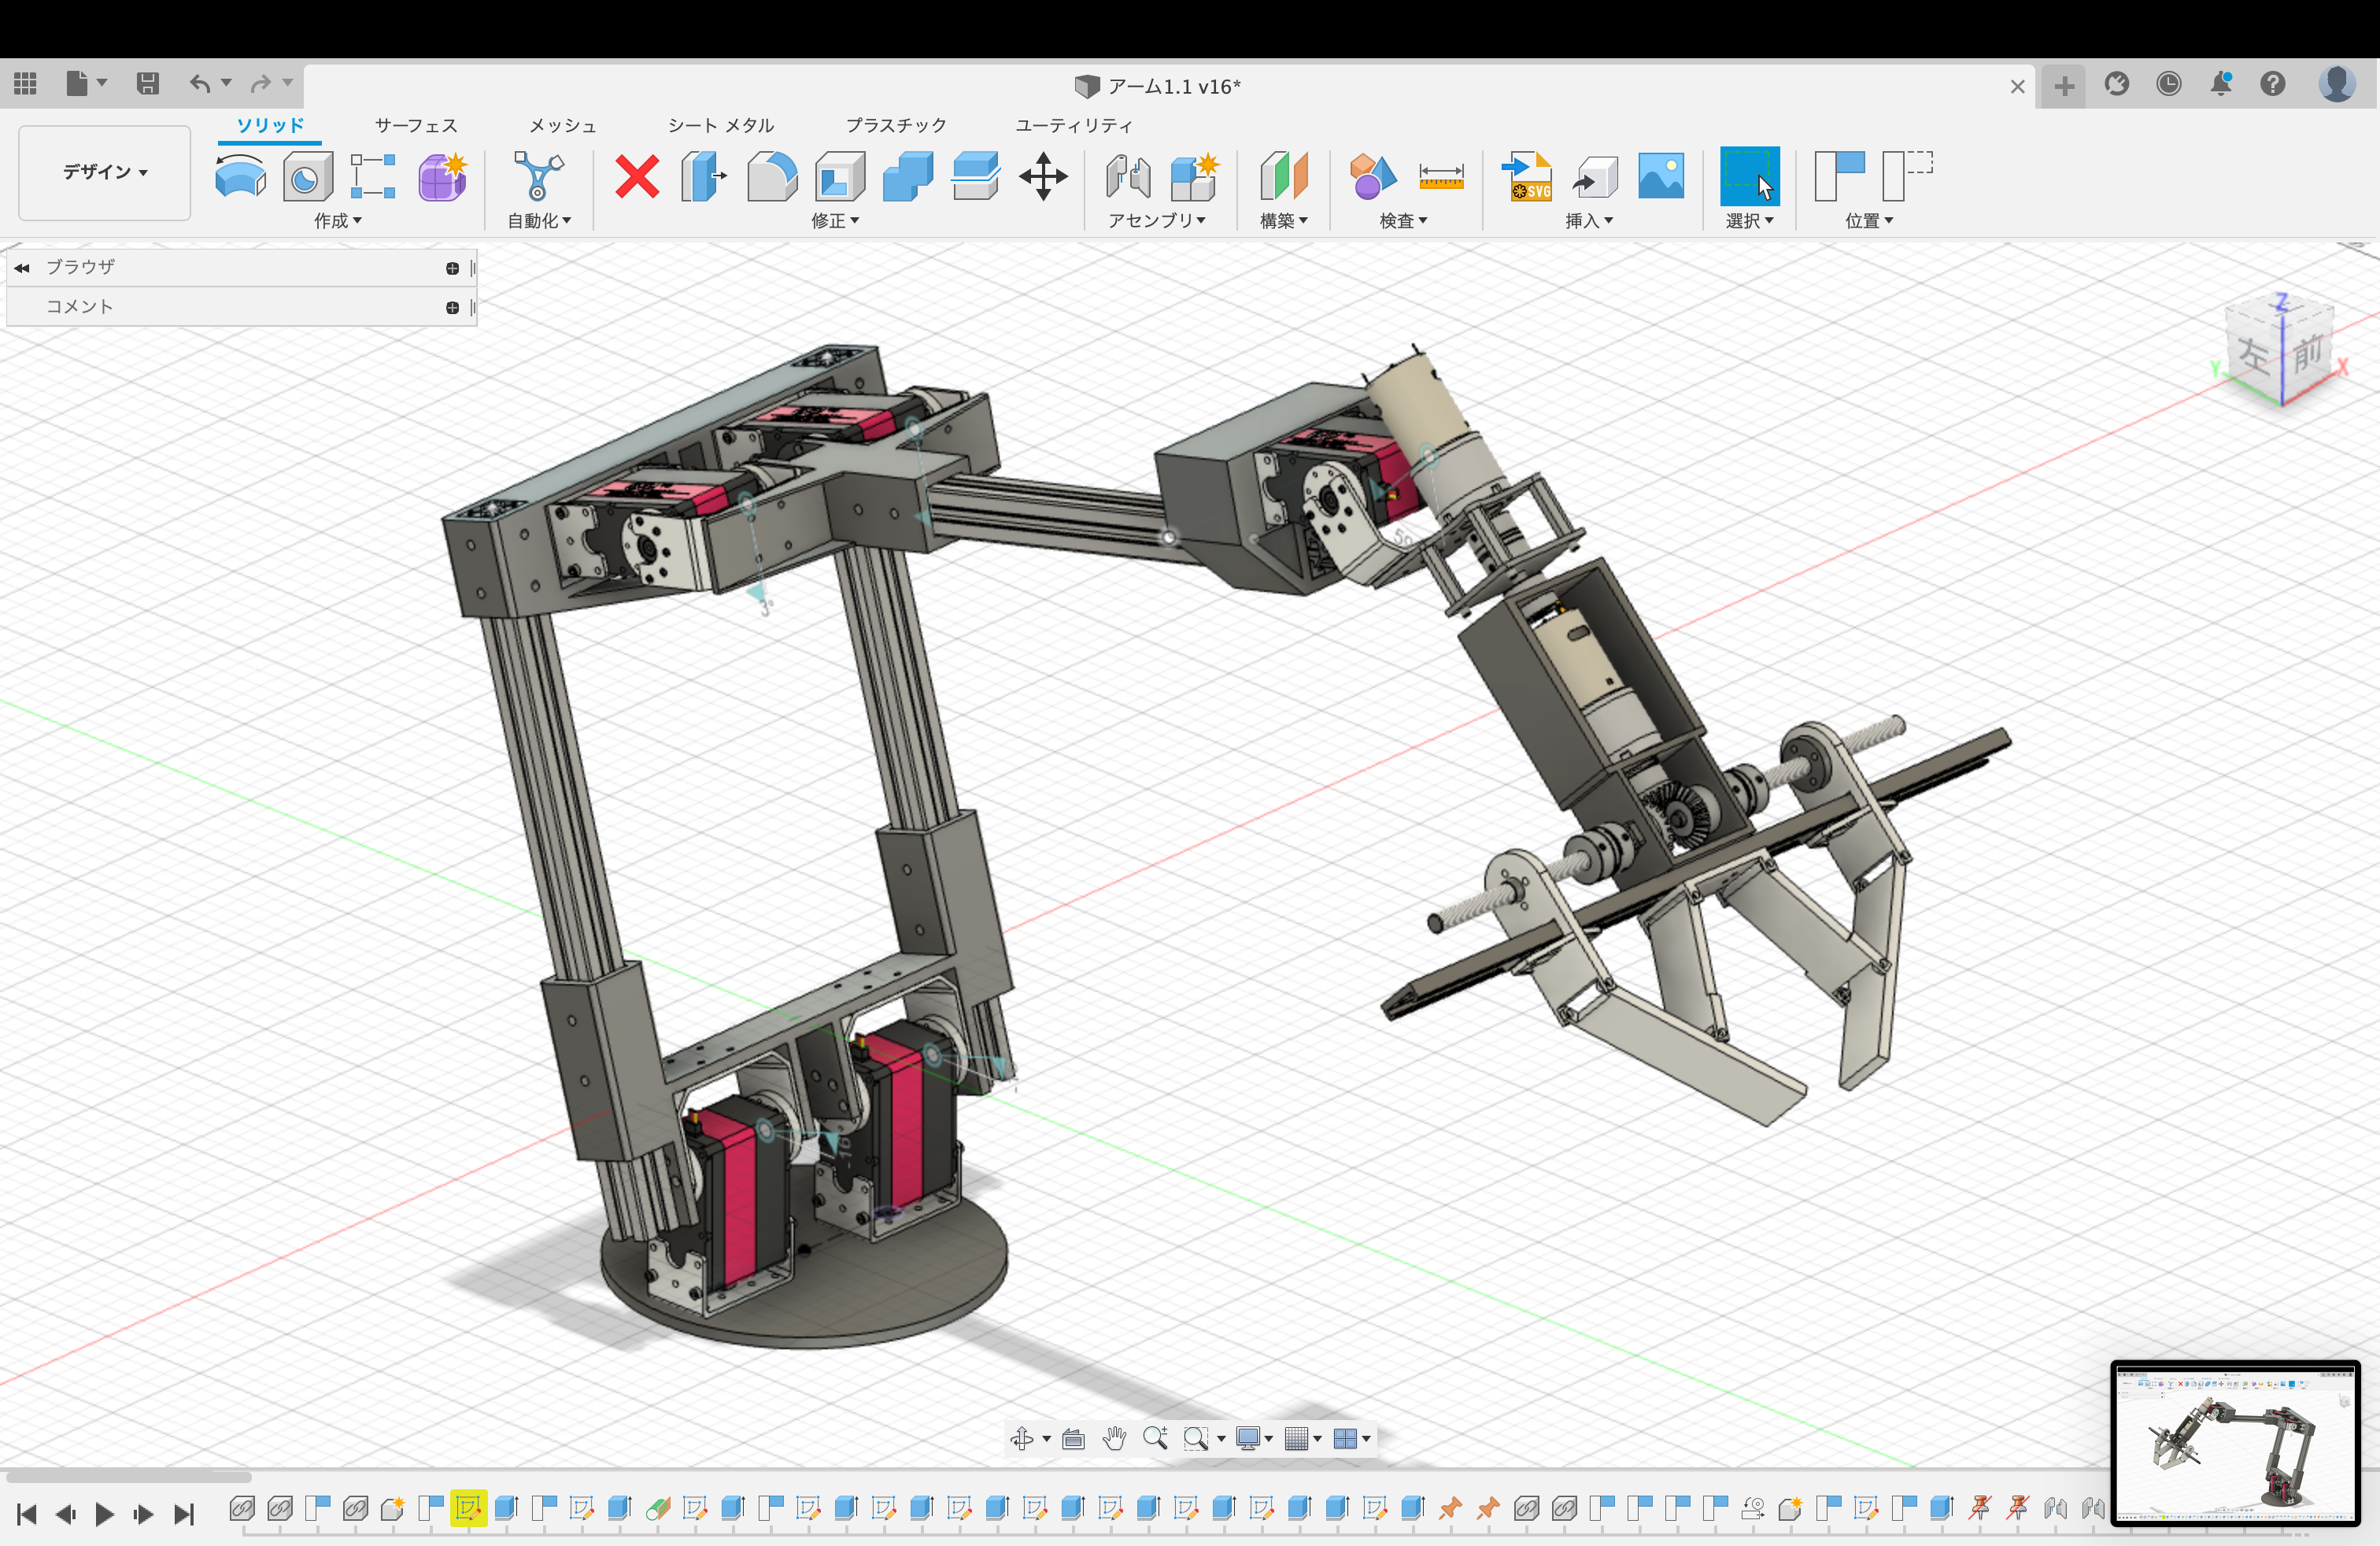 アーム1.1 v16*
ソリッド
サーフェス
メッシュ
シート メタル
プラスチック
ユーティリティ
デザイン
作成
自動化
修正
アセンブリ
構築
検査
SVG
挿入
選択
位置
ブラウザ
コメント
Z
左
前
Y
X
3°